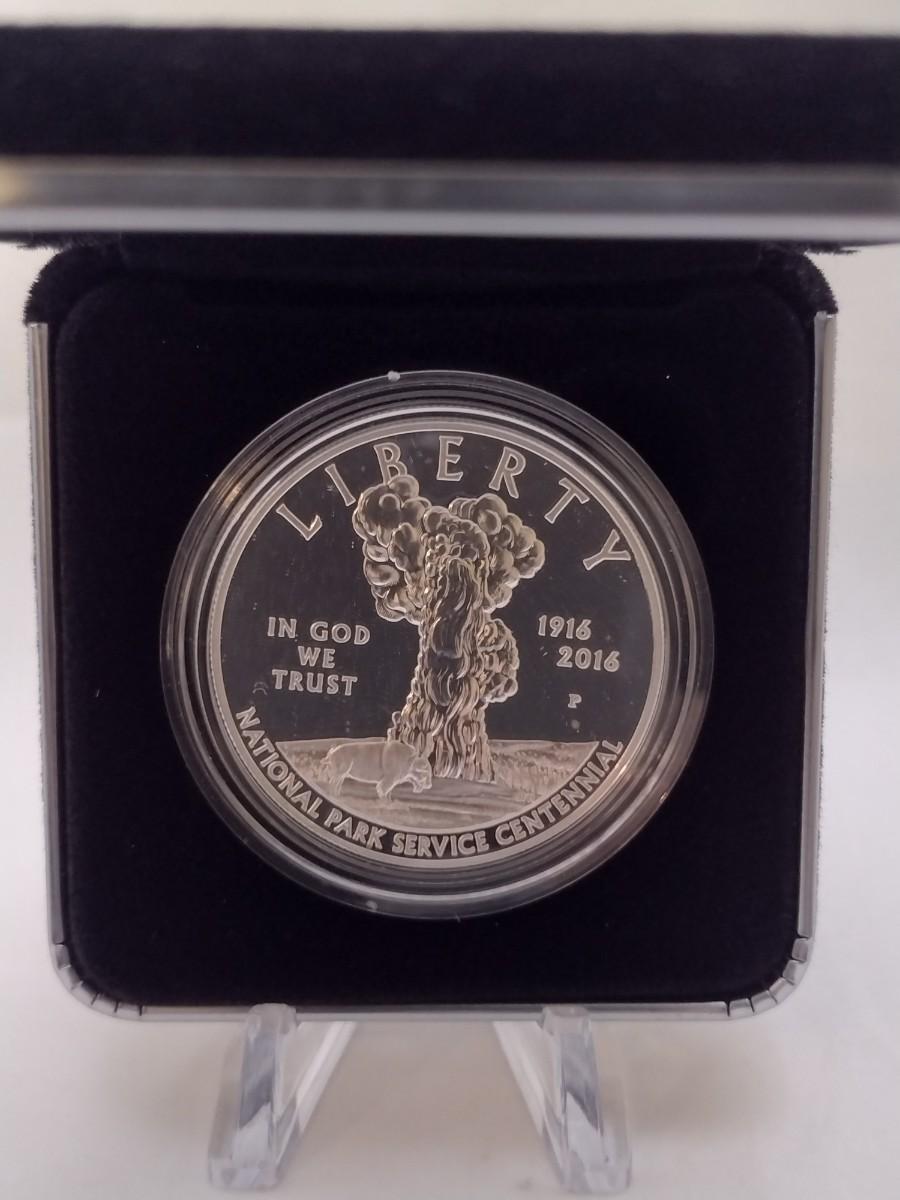 LIBERTY
IN GOD
WE
TRUST
1916
2016
P
NATIONAL PARK SERVICE CENTENNIAL